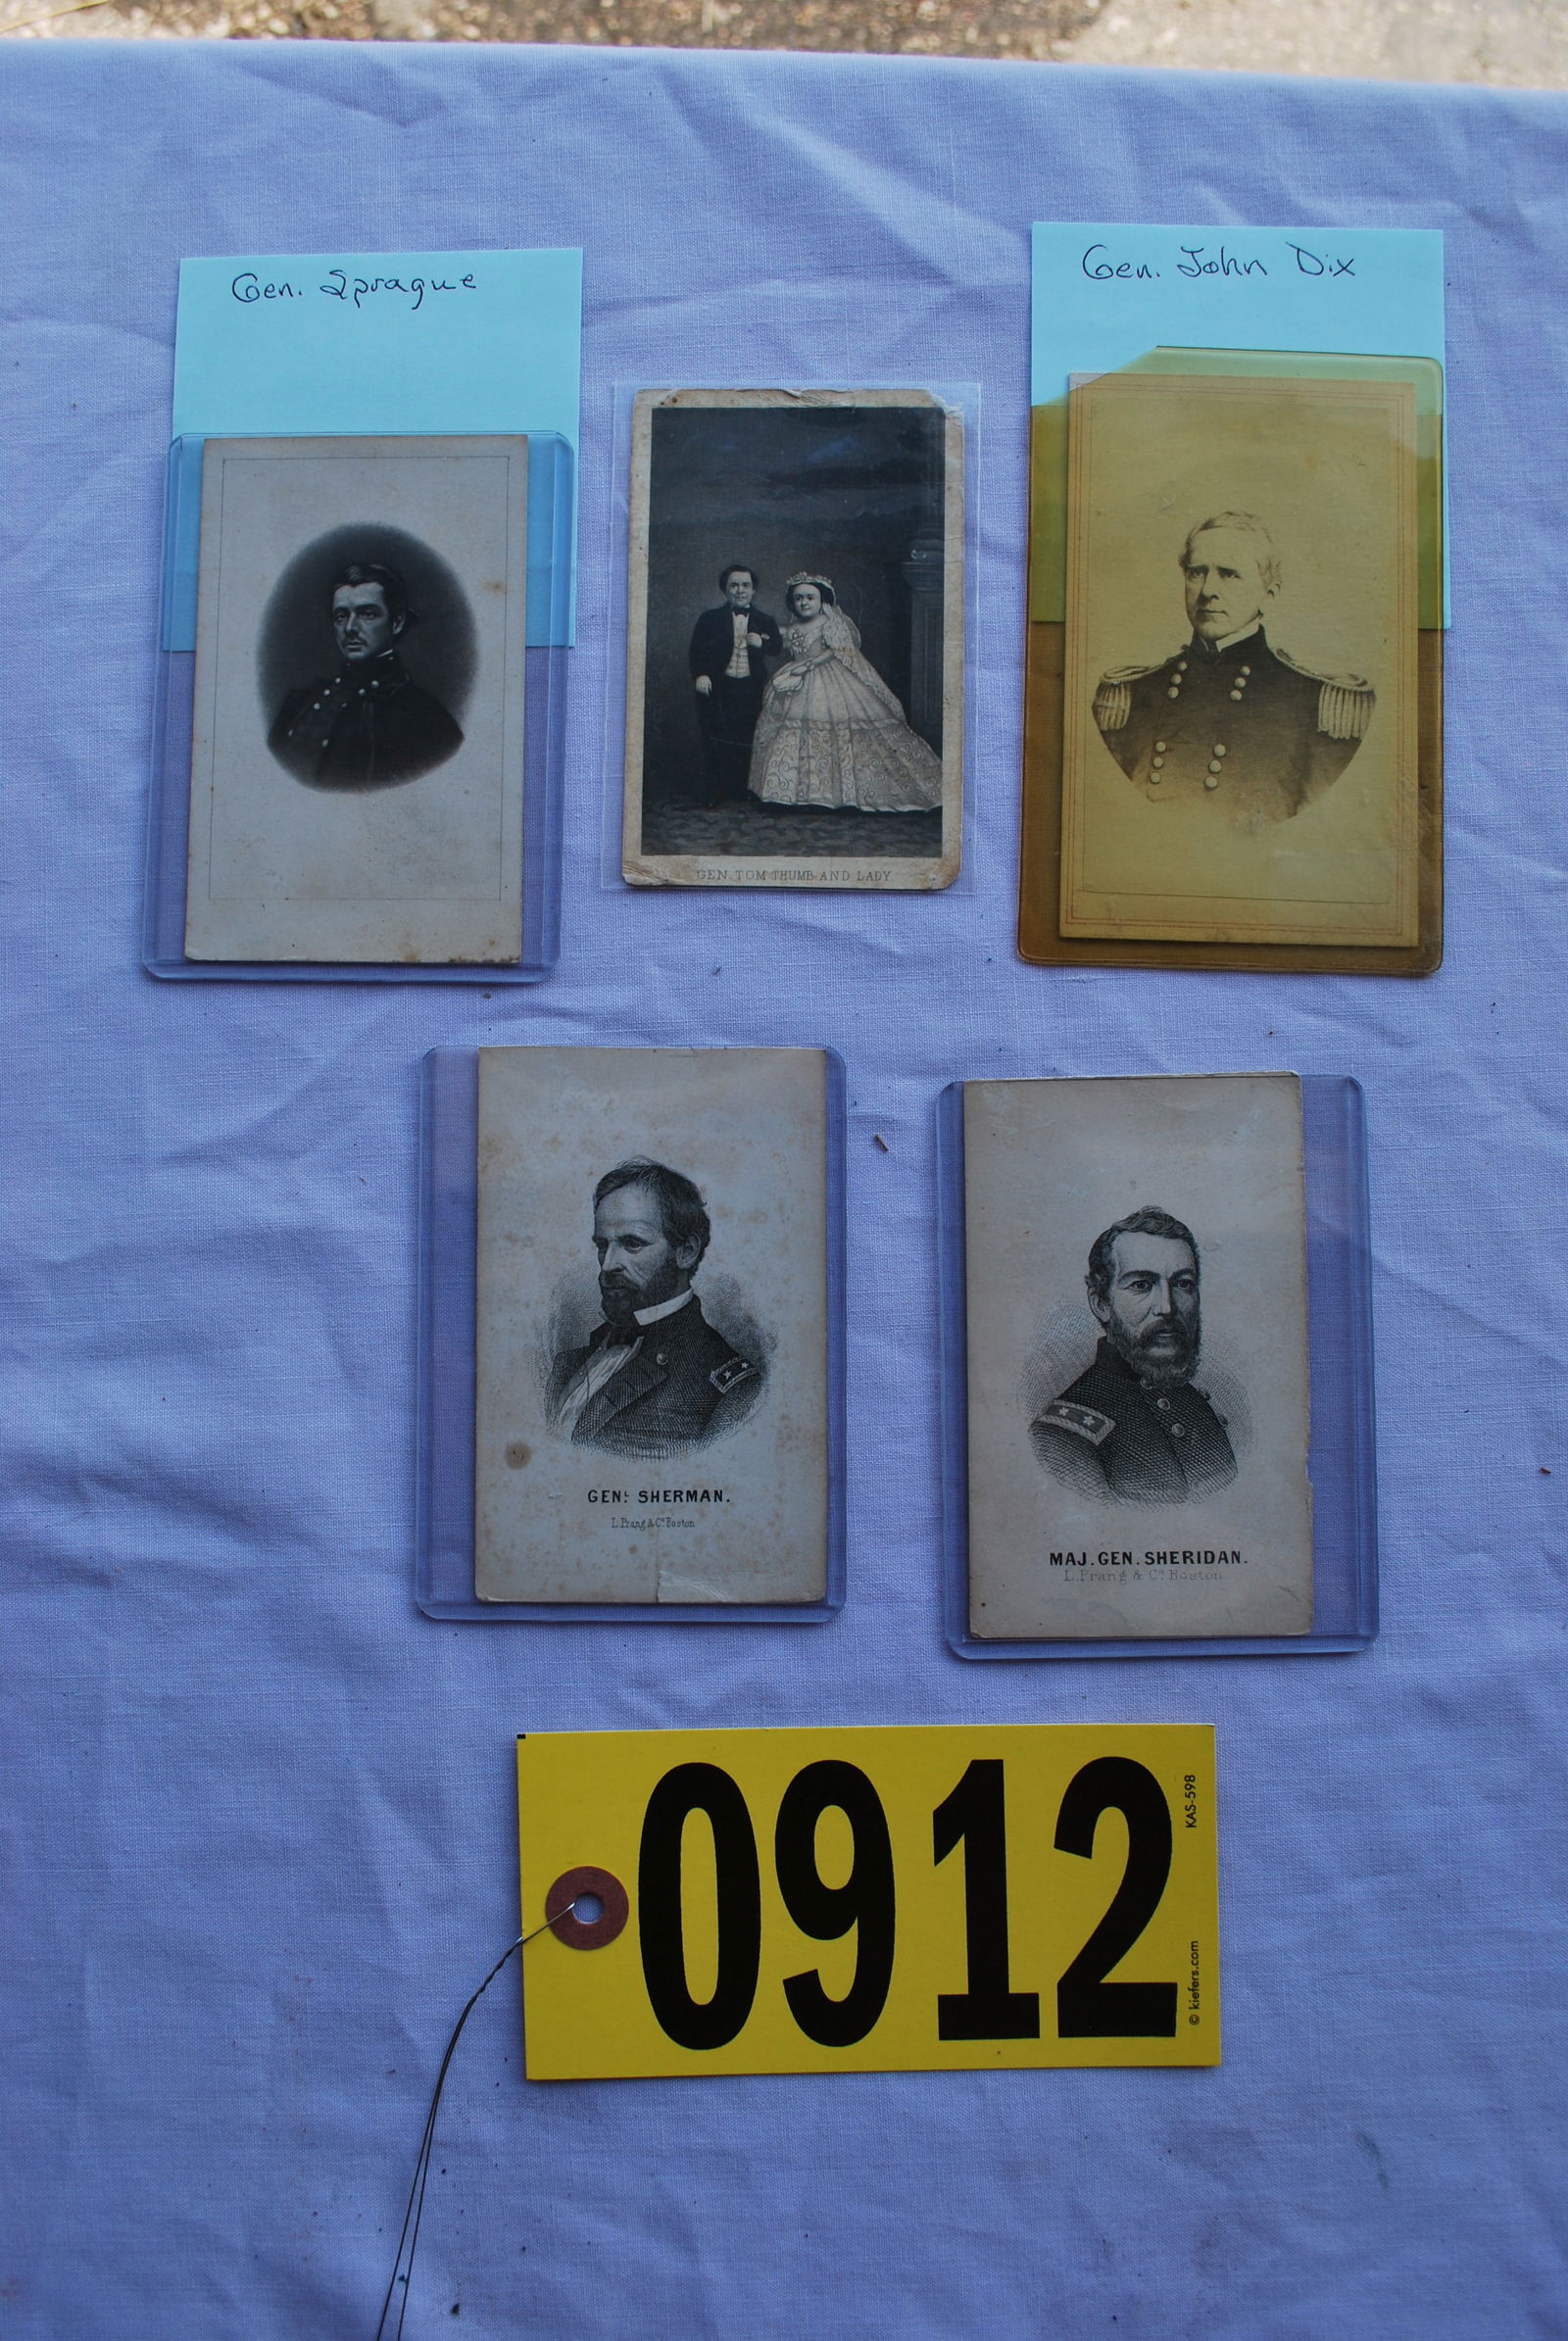 Gen. Sprague
Gen. John Dix
GEN. TOM THUMB AND LADY.
GENL. SHERMAN.
L. Prang & Co. Boston
MAJ. GEN. SHERIDAN.
L. Prang & Co. Boston
0912
KAS-598
© kiefers.com